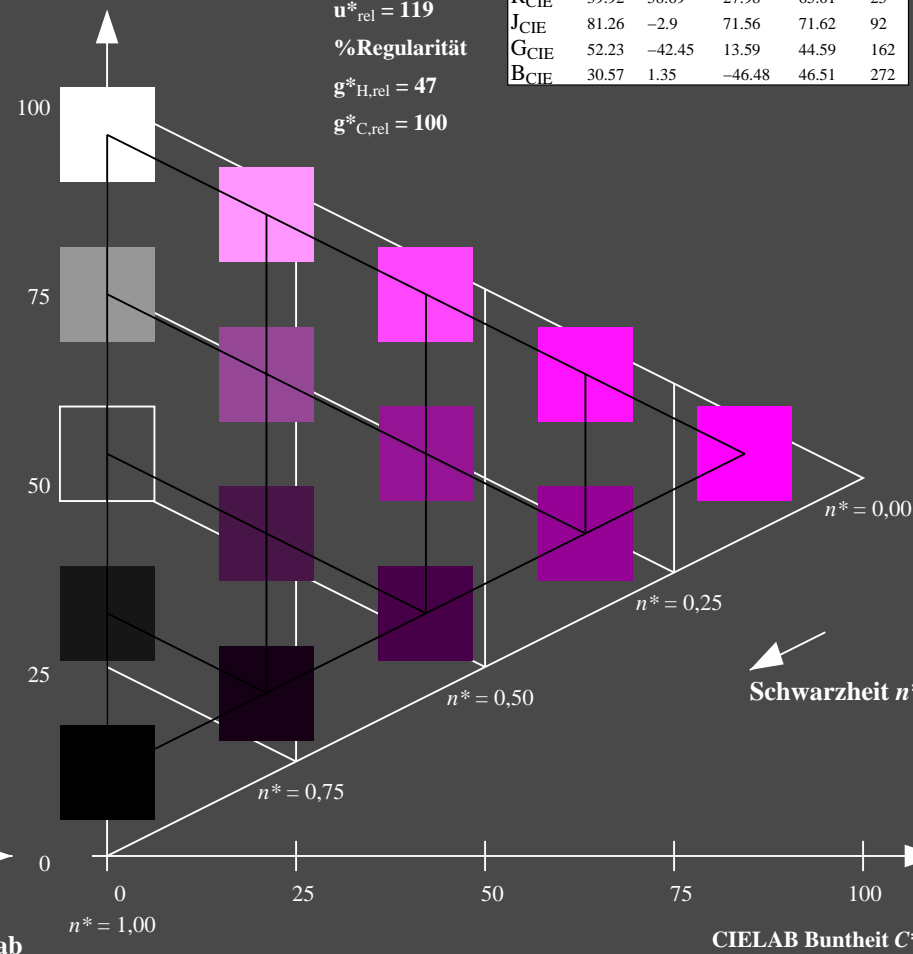 u*rel = 119
%Regularität
g*H,rel = 47
g*C,rel = 100
JCIE 81.26 −2.9 71.56 71.62 92
GCIE 52.23 −42.45 13.59 44.59 162
BCIE 30.57 1.35 −46.48 46.51 272
100
75
50
25
0
n* = 0,00
n* = 0,25
n* = 0,50
n* = 0,75
Schwarzheit n*
0 25 50 75 100
n* = 1,00
ab
CIELAB Buntheit C*